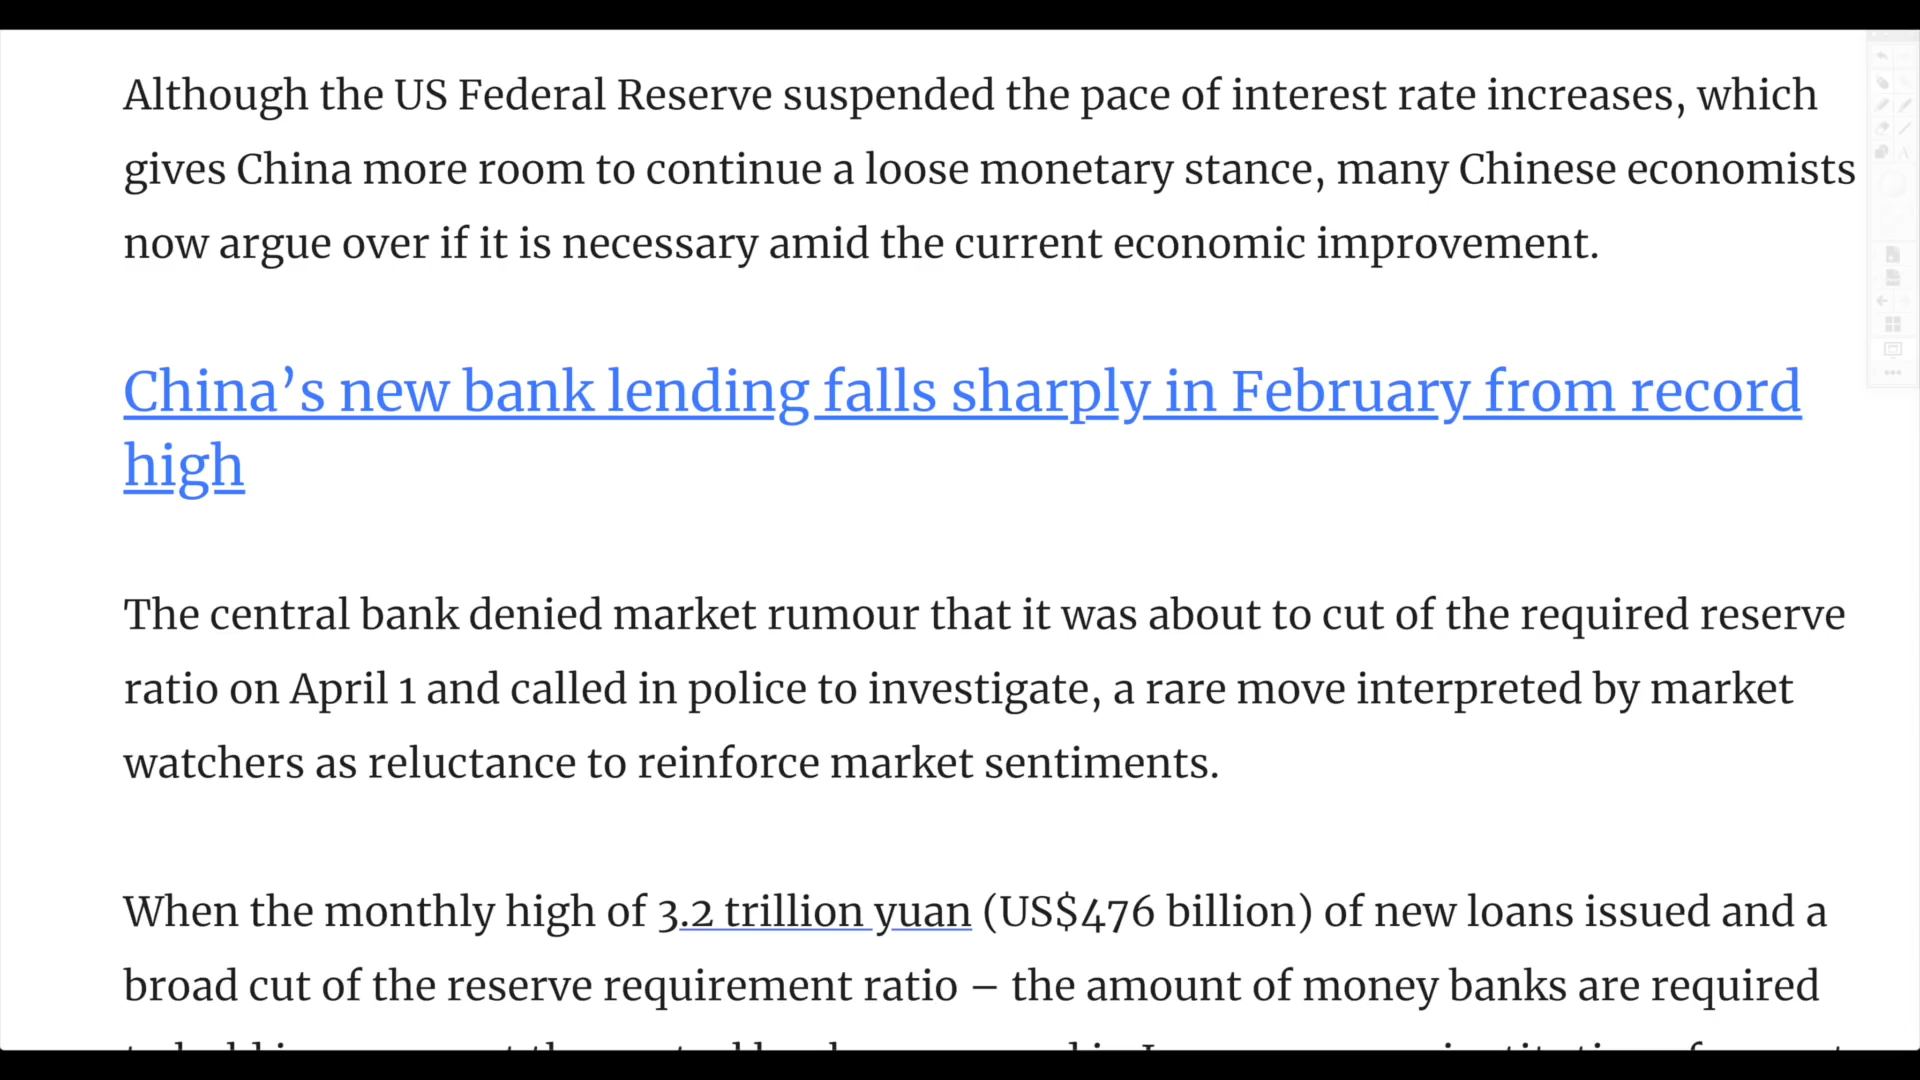 Although the US Federal Reserve suspended the pace of interest rate increases, which
gives China more room to continue a loose monetary stance, many Chinese economists
now argue over if it is necessary amid the current economic improvement.
China’s new bank lending falls sharply in February from record
high
The central bank denied market rumour that it was about to cut of the required reserve
ratio on April 1 and called in police to investigate, a rare move interpreted by market
watchers as reluctance to reinforce market sentiments.
When the monthly high of 3.2 trillion yuan (US$476 billion) of new loans issued and a
broad cut of the reserve requirement ratio – the amount of money banks are required